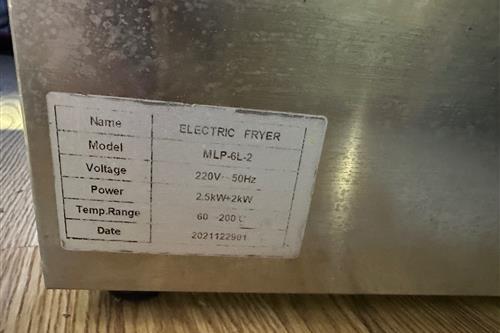 Name ELECTRIC FRYER
Model MLP-6L-2
Voltage 220V~50Hz
Power 2.5kW+2kW
Temp.Range 60~200℃
Date 2021122901